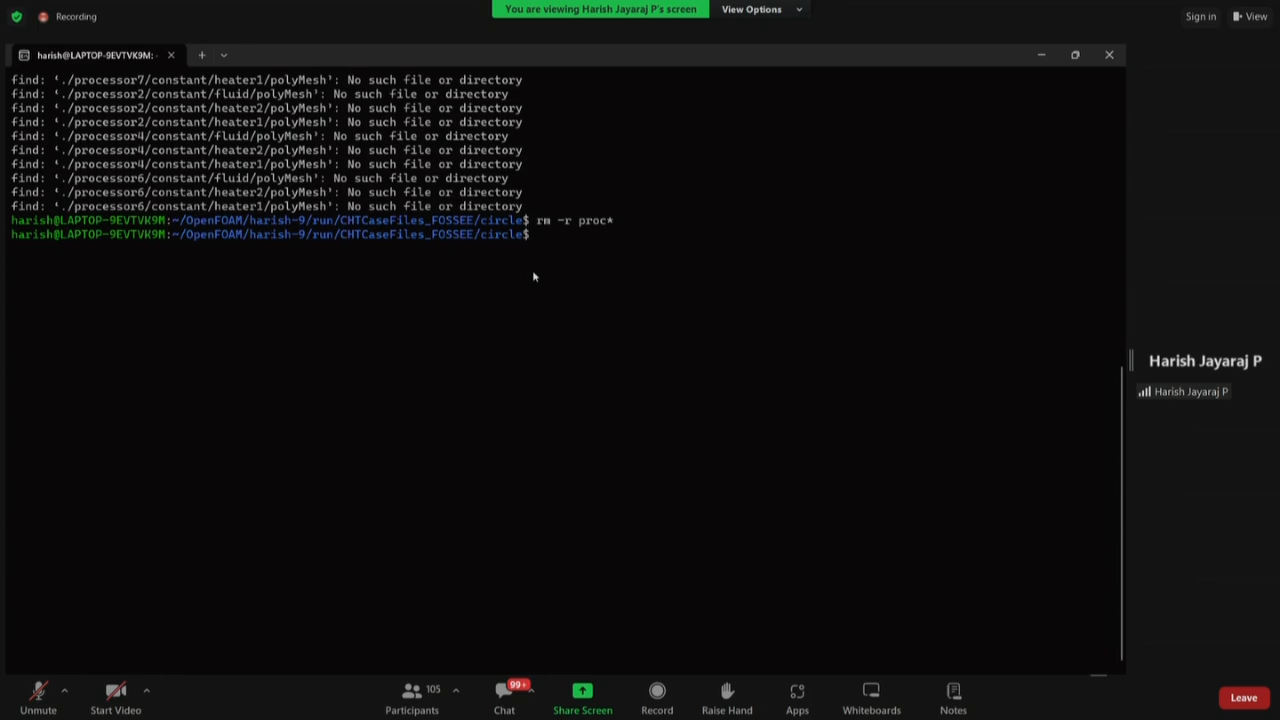 You are viewing Harish Jayaraj P's screen
View Options
Recording
Sign in
View
harish@LAPTOP-9EVTVK9M:
find: ‘./processor7/constant/heater1/polyMesh’: No such file or directory
find: ‘./processor2/constant/fluid/polyMesh’: No such file or directory
find: ‘./processor2/constant/heater2/polyMesh’: No such file or directory
find: ‘./processor2/constant/heater1/polyMesh’: No such file or directory
find: ‘./processor4/constant/fluid/polyMesh’: No such file or directory
find: ‘./processor4/constant/heater2/polyMesh’: No such file or directory
find: ‘./processor4/constant/heater1/polyMesh’: No such file or directory
find: ‘./processor6/constant/fluid/polyMesh’: No such file or directory
find: ‘./processor6/constant/heater2/polyMesh’: No such file or directory
find: ‘./processor6/constant/heater1/polyMesh’: No such file or directory
harish@LAPTOP-9EVTVK9M:~/OpenFOAM/harish-9/run/CHTCaseFiles_FOSSEE/circle$ rm -r proc*
harish@LAPTOP-9EVTVK9M:~/OpenFOAM/harish-9/run/CHTCaseFiles_FOSSEE/circle$
Harish Jayaraj P
Harish Jayaraj P
105
99+
Unmute
Start Video
Participants
Chat
Share Screen
Record
Raise Hand
Apps
Whiteboards
Notes
Leave